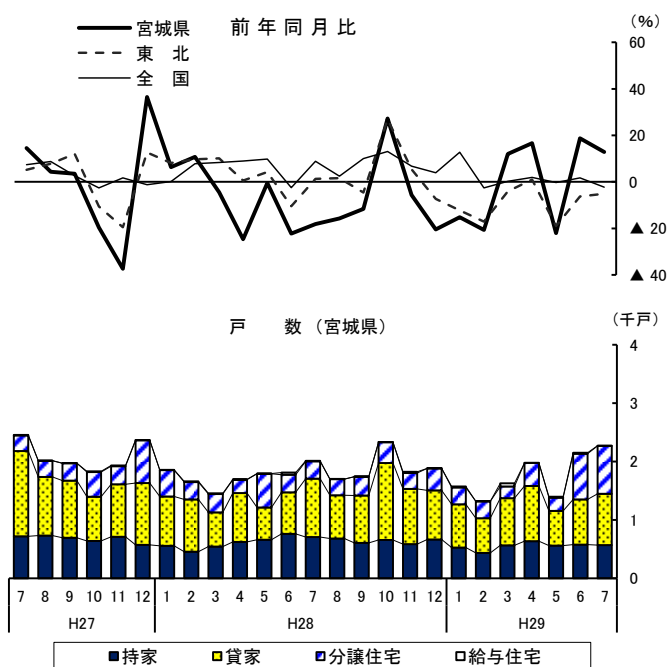 宮城県 前年同月比 (％)
東 北
全 国
60
40
20
0
▲ 20
▲ 40
戸 数（宮城県） （千戸）
4
3
2
1
0
7 8 9 10 11 12 1 2 3 4 5 6 7 8 9 10 11 12 1 2 3 4 5 6 7
H27 H28 H29
持家 貸家 分譲住宅 給与住宅